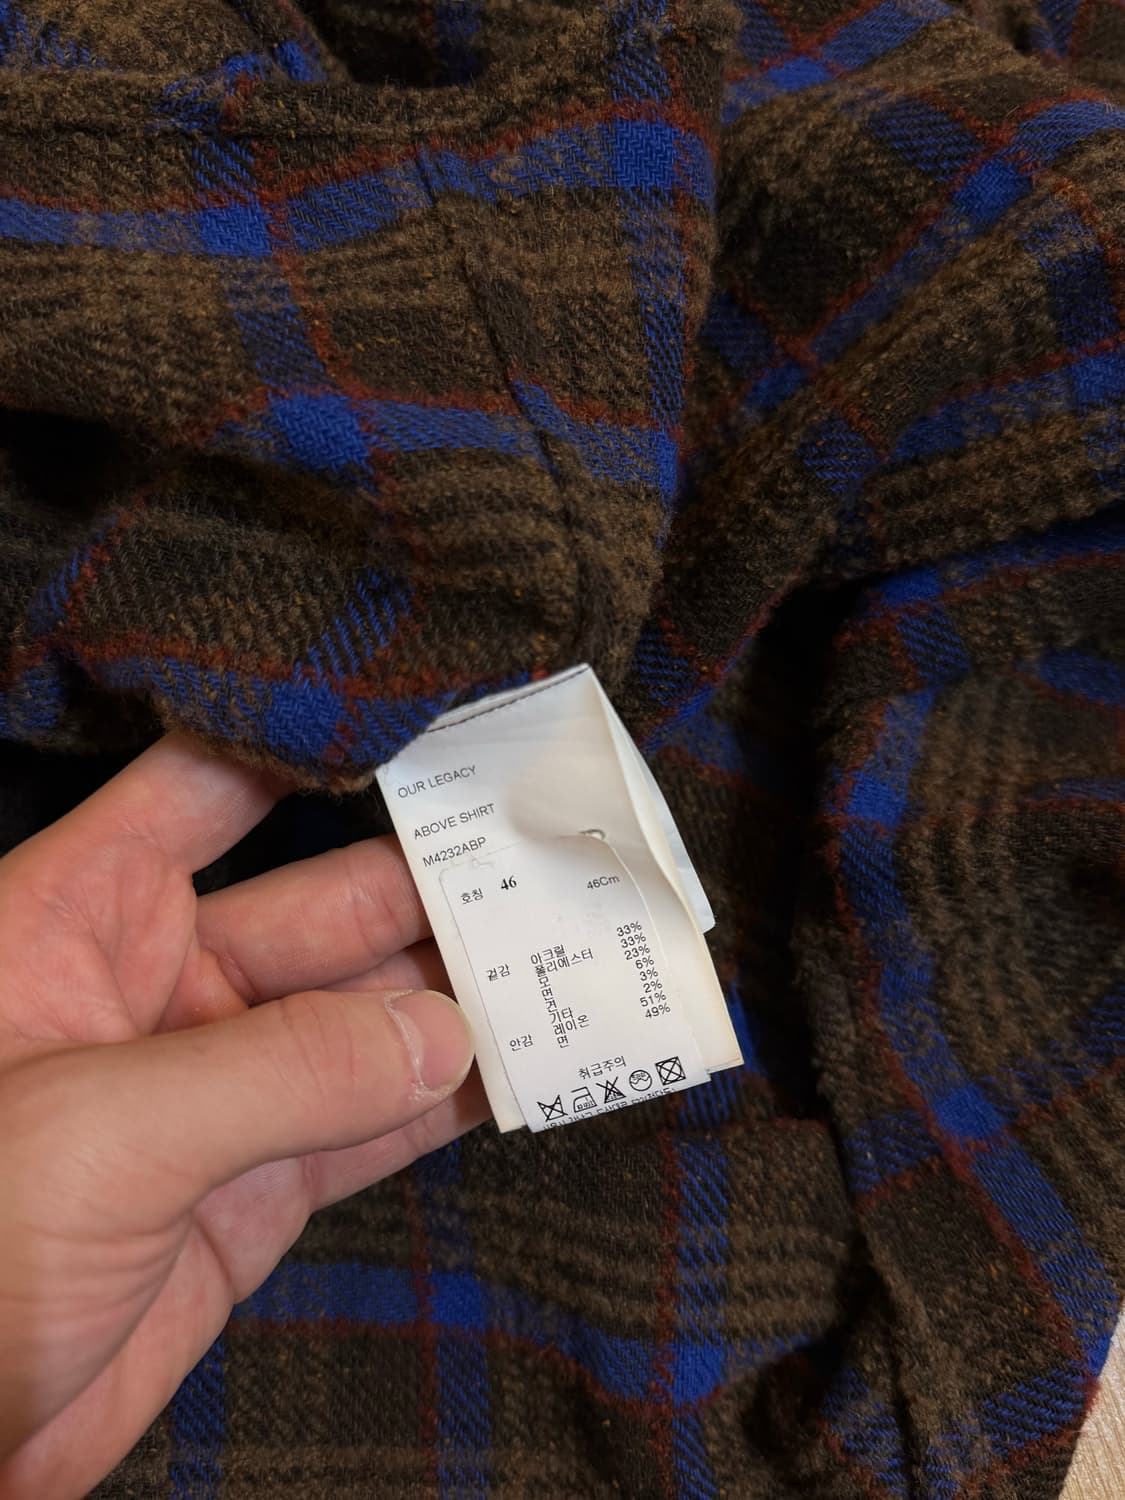 OUR LEGACY
ABOVE SHIRT
M4232ABP
호칭 46 46Cm
겉감 아크릴 33%
폴리에스터 33%
모 23%
면 6%
견 3%
기타 2%
안감 레이온 51%
면 49%
취급주의